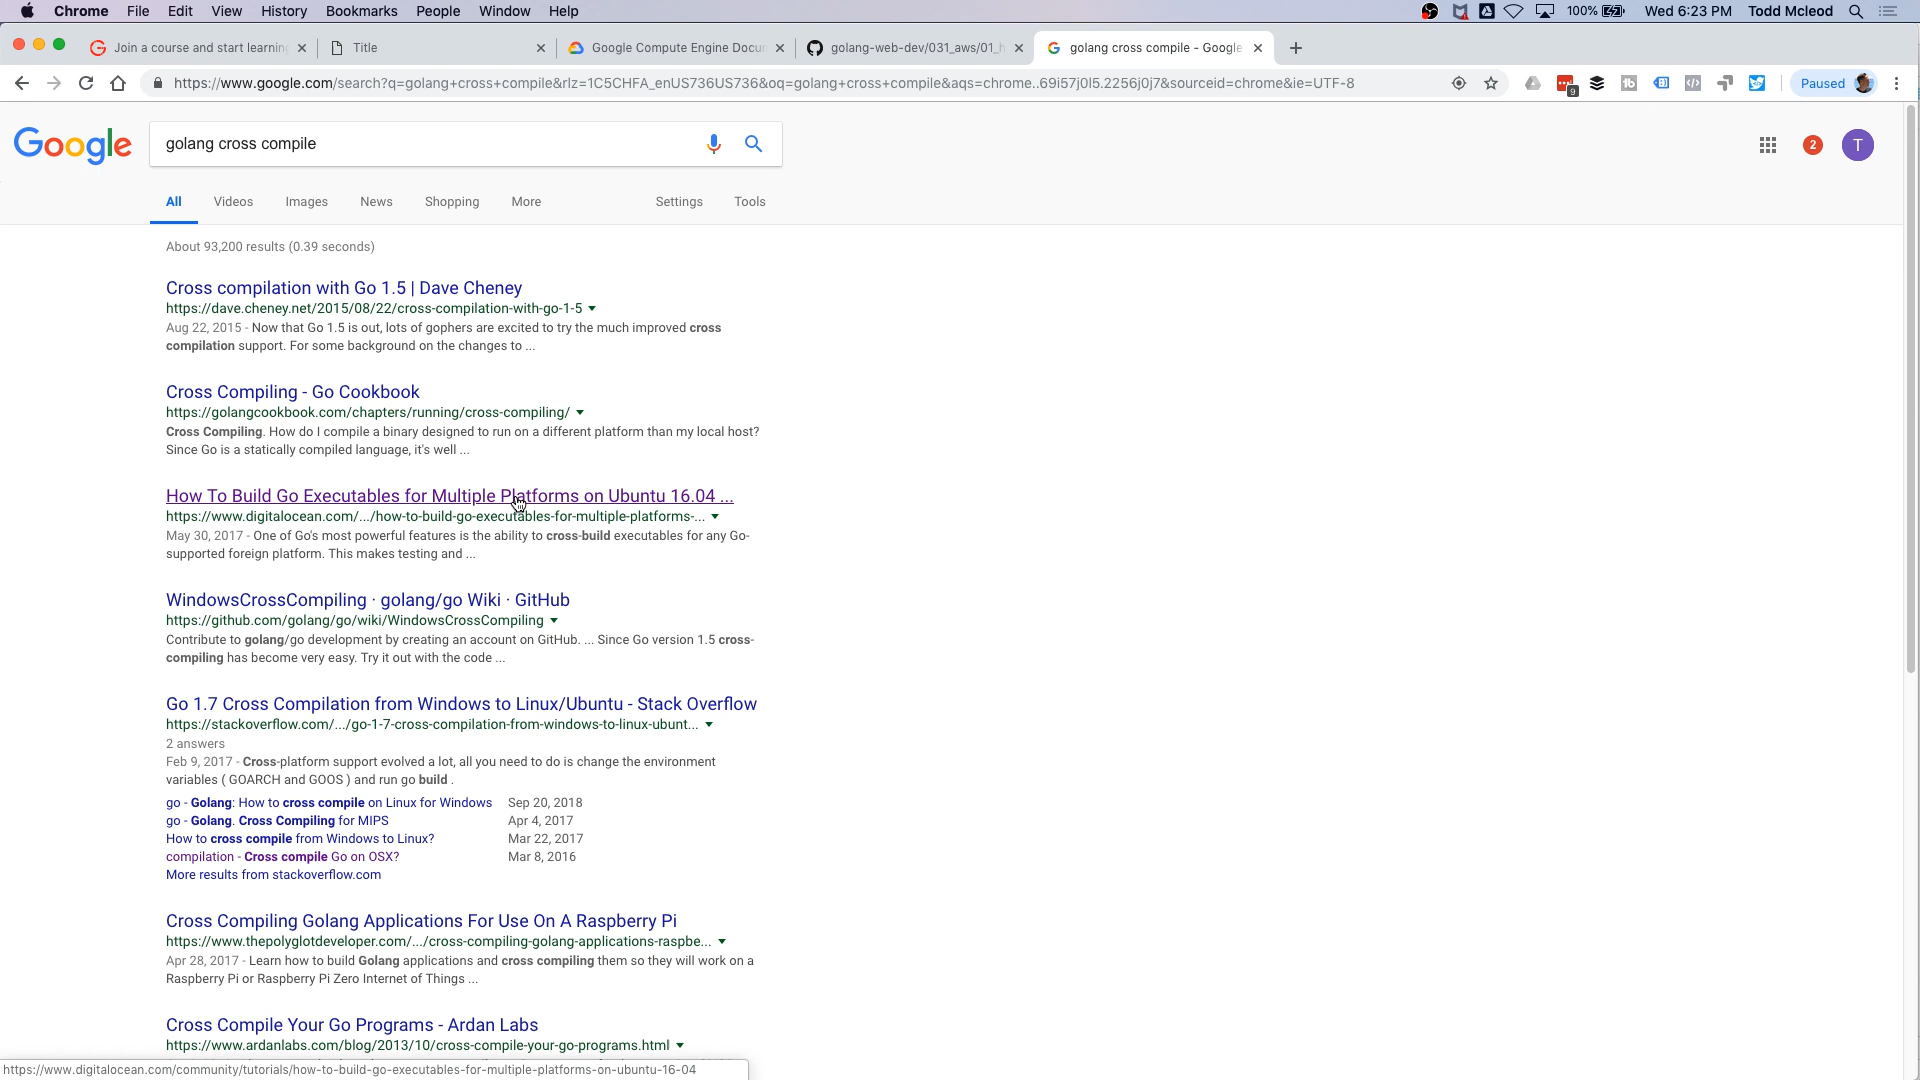 Chrome File Edit View History Bookmarks People Window Help 100% Wed 6:23 PM Todd Mcleod
Join a course and start learning Title Google Compute Engine Docu golang-web-dev/031_aws/01_h golang cross compile - Google
https://www.google.com/search?q=golang+cross+compile&rlz=1C5CHFA_enUS736US736&oq=golang+cross+compile&aqs=chrome..69i57j0l5.2256j0j7&sourceid=chrome&ie=UTF-8 9 Paused
Google golang cross compile 2 T
All Videos Images News Shopping More Settings Tools
About 93,200 results (0.39 seconds)
Cross compilation with Go 1.5 | Dave Cheney
https://dave.cheney.net/2015/08/22/cross-compilation-with-go-1-5
Aug 22, 2015 - Now that Go 1.5 is out, lots of gophers are excited to try the much improved cross
compilation support. For some background on the changes to ...
Cross Compiling - Go Cookbook
https://golangcookbook.com/chapters/running/cross-compiling/
Cross Compiling. How do I compile a binary designed to run on a different platform than my local host?
Since Go is a statically compiled language, it's well ...
How To Build Go Executables for Multiple Platforms on Ubuntu 16.04 ...
https://www.digitalocean.com/.../how-to-build-go-executables-for-multiple-platforms-...
May 30, 2017 - One of Go's most powerful features is the ability to cross-build executables for any Go-
supported foreign platform. This makes testing and ...
WindowsCrossCompiling · golang/go Wiki · GitHub
https://github.com/golang/go/wiki/WindowsCrossCompiling
Contribute to golang/go development by creating an account on GitHub. ... Since Go version 1.5 cross-
compiling has become very easy. Try it out with the code ...
Go 1.7 Cross Compilation from Windows to Linux/Ubuntu - Stack Overflow
https://stackoverflow.com/.../go-1-7-cross-compilation-from-windows-to-linux-ubunt...
2 answers
Feb 9, 2017 - Cross-platform support evolved a lot, all you need to do is change the environment
variables ( GOARCH and GOOS ) and run go build .
go - Golang: How to cross compile on Linux for Windows Sep 20, 2018
go - Golang. Cross Compiling for MIPS Apr 4, 2017
How to cross compile from Windows to Linux? Mar 22, 2017
compilation - Cross compile Go on OSX? Mar 8, 2016
More results from stackoverflow.com
Cross Compiling Golang Applications For Use On A Raspberry Pi
https://www.thepolyglotdeveloper.com/.../cross-compiling-golang-applications-raspbe...
Apr 28, 2017 - Learn how to build Golang applications and cross compiling them so they will work on a
Raspberry Pi or Raspberry Pi Zero Internet of Things ...
Cross Compile Your Go Programs - Ardan Labs
https://www.ardanlabs.com/blog/2013/10/cross-compile-your-go-programs.html
https://www.digitalocean.com/community/tutorials/how-to-build-go-executables-for-multiple-platforms-on-ubuntu-16-04